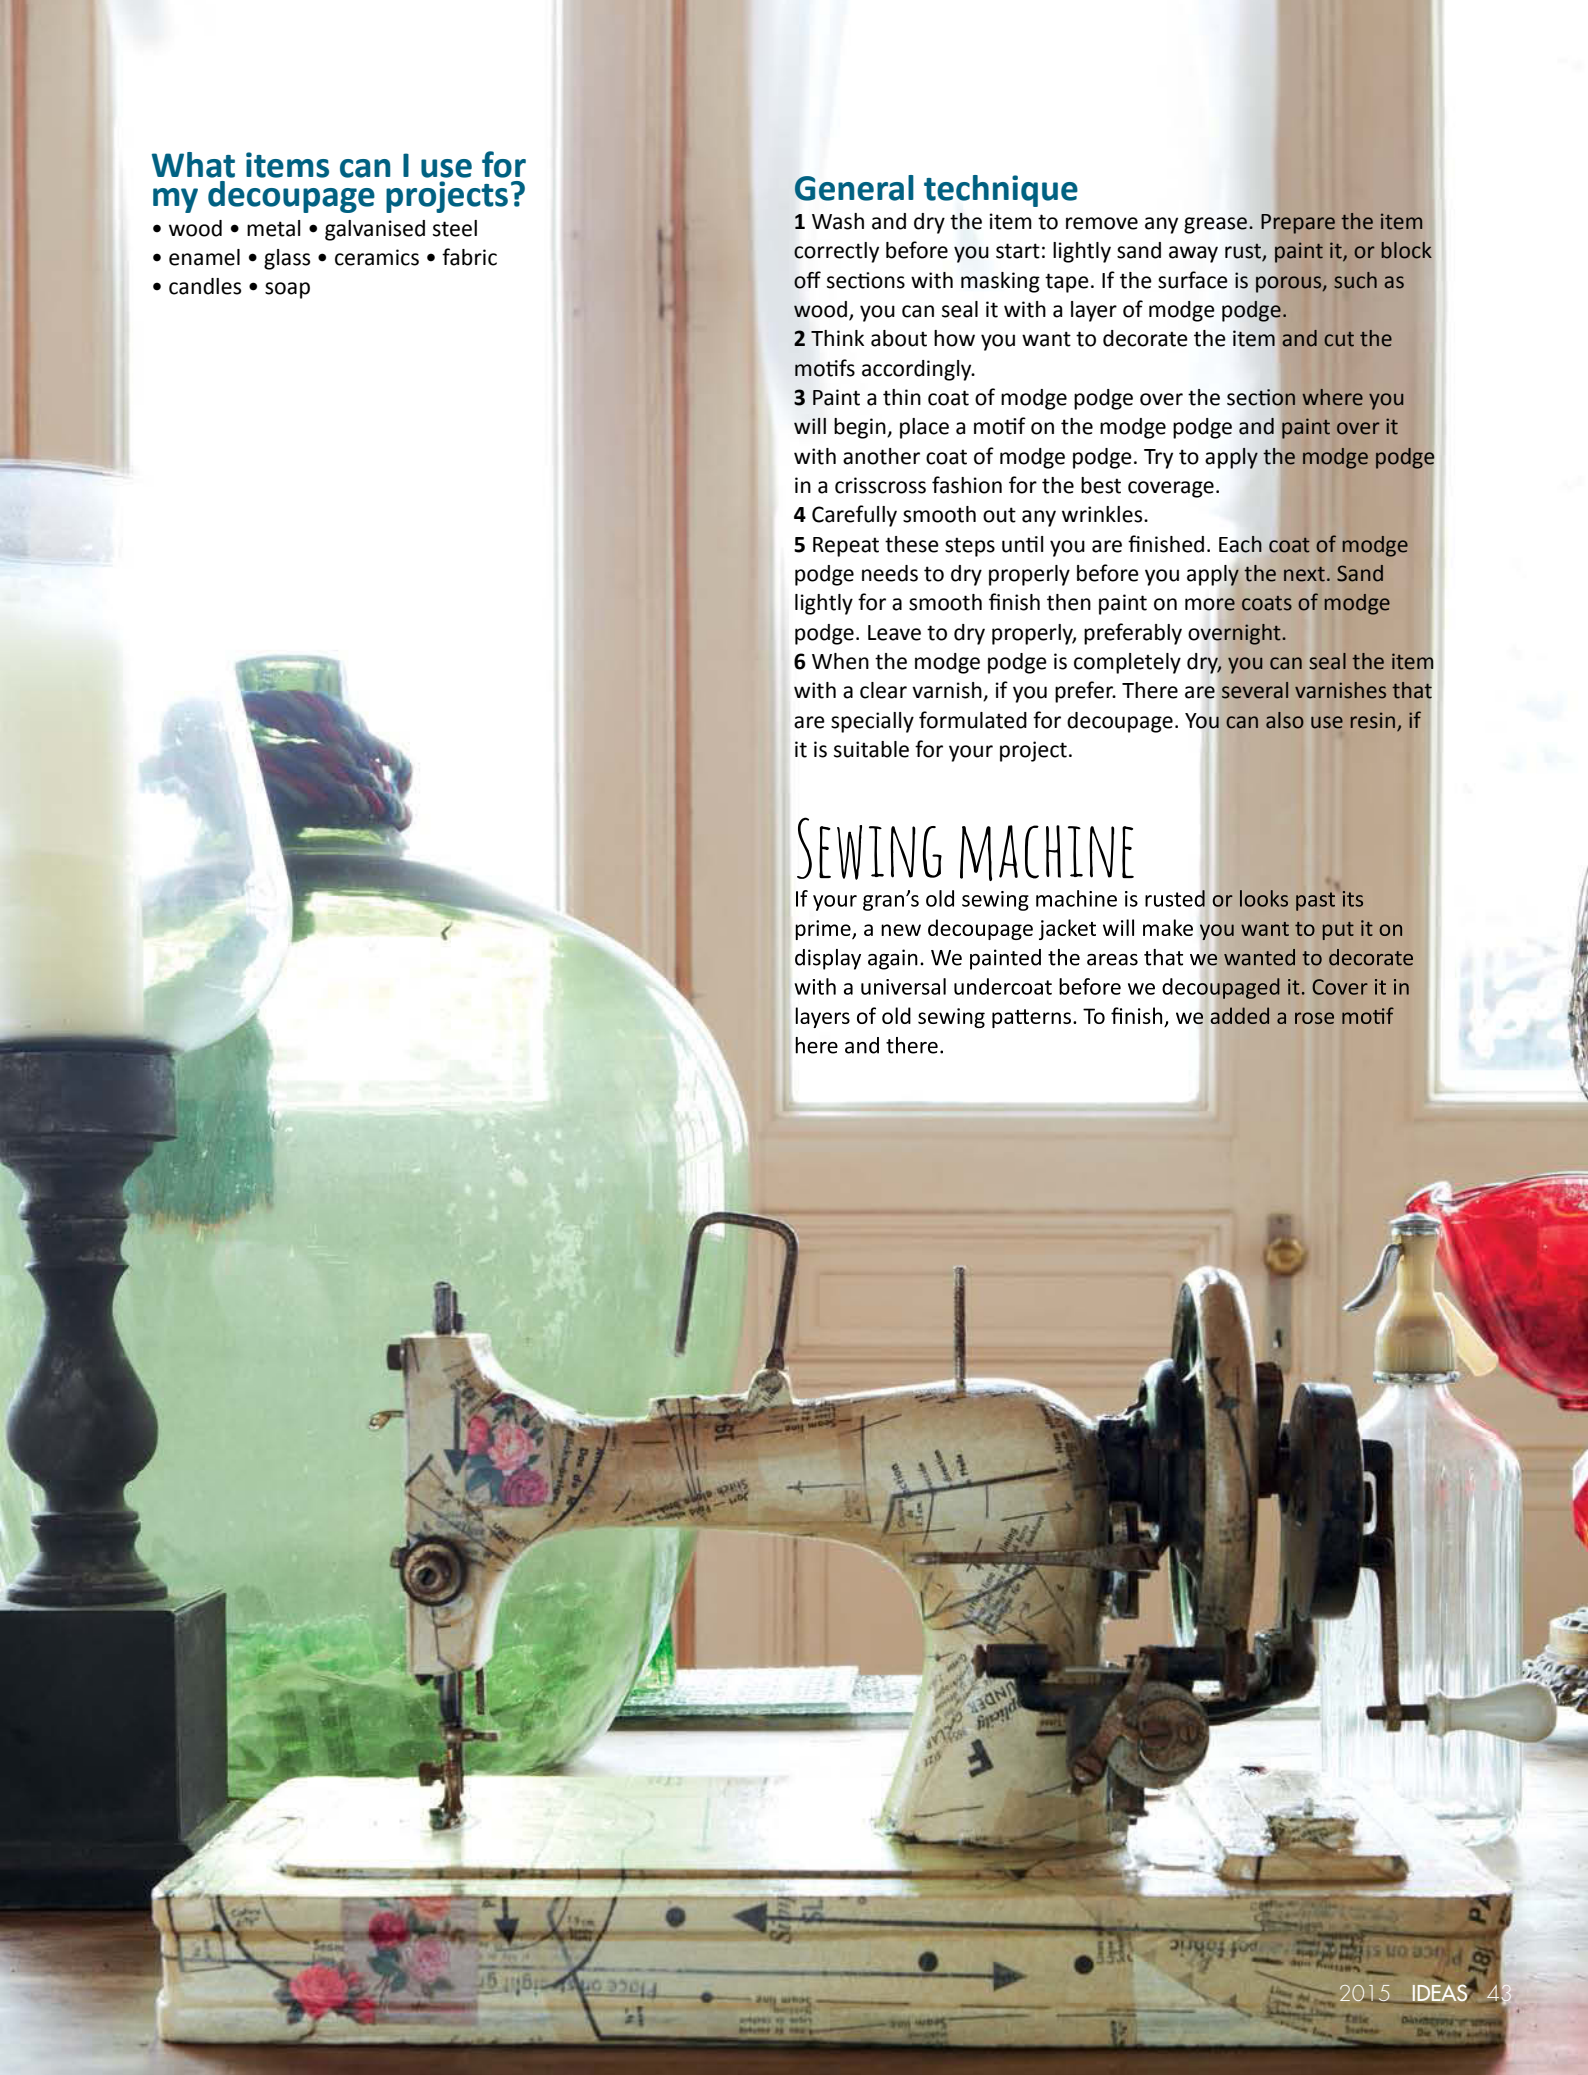 What items can I use for
my decoupage projects?
• wood • metal • galvanised steel
• enamel • glass • ceramics • fabric
• candles • soap
General technique
1 Wash and dry the item to remove any grease. Prepare the item
correctly before you start: lightly sand away rust, paint it, or block
off sections with masking tape. If the surface is porous, such as
wood, you can seal it with a layer of modge podge.
2 Think about how you want to decorate the item and cut the
motifs accordingly.
3 Paint a thin coat of modge podge over the section where you
will begin, place a motif on the modge podge and paint over it
with another coat of modge podge. Try to apply the modge podge
in a crisscross fashion for the best coverage.
4 Carefully smooth out any wrinkles.
5 Repeat these steps until you are finished. Each coat of modge
podge needs to dry properly before you apply the next. Sand
lightly for a smooth finish then paint on more coats of modge
podge. Leave to dry properly, preferably overnight.
6 When the modge podge is completely dry, you can seal the item
with a clear varnish, if you prefer. There are several varnishes that
are specially formulated for decoupage. You can also use resin, if
it is suitable for your project.
SEWING MACHINE
If your gran’s old sewing machine is rusted or looks past its
prime, a new decoupage jacket will make you want to put it on
display again. We painted the areas that we wanted to decorate
with a universal undercoat before we decoupaged it. Cover it in
layers of old sewing patterns. To finish, we added a rose motif
here and there.
Stitch along broken
UNDER
F
Place on straight gr
18
2015 IDEAS 43